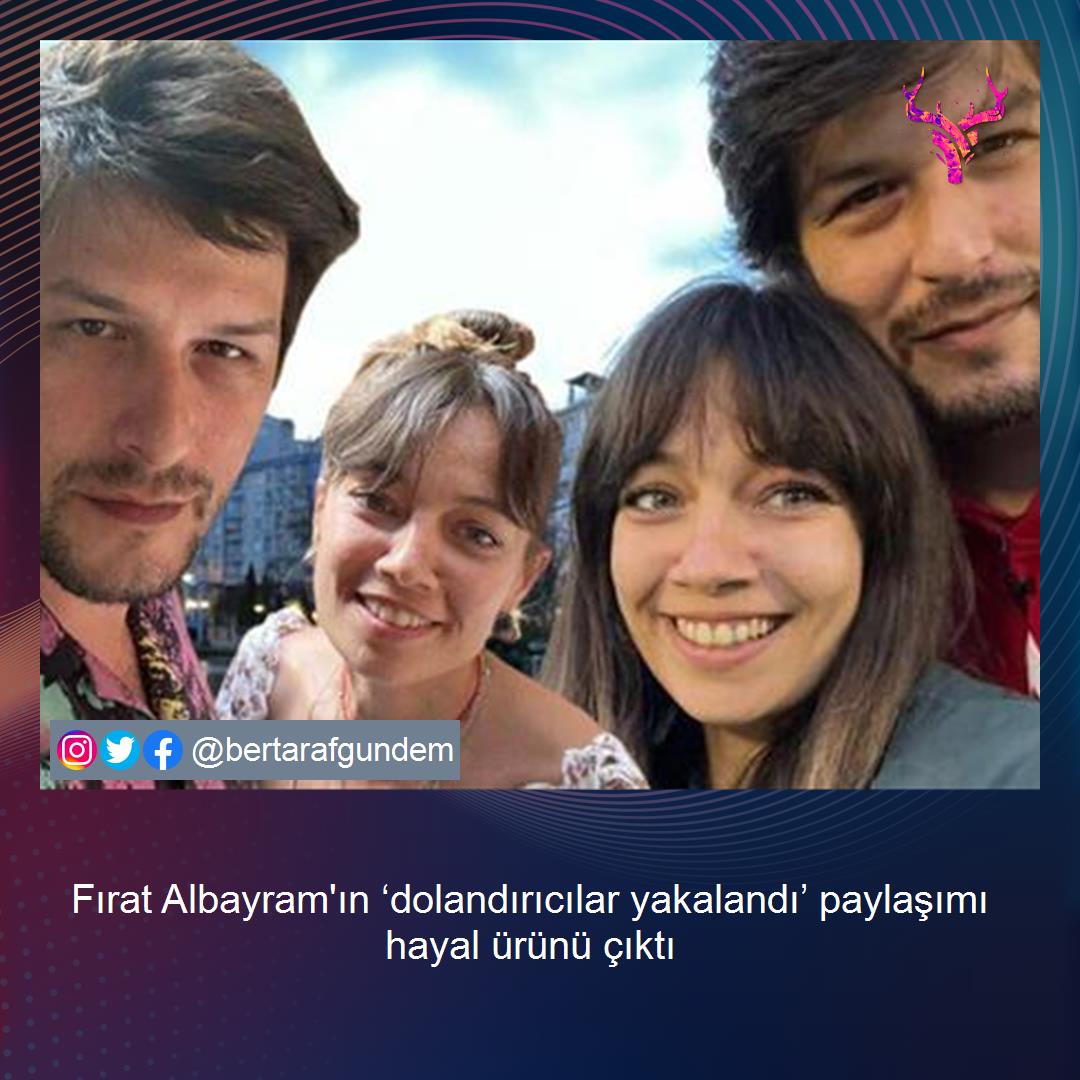 @bertarafgundem
Fırat Albayram'ın ‘dolandırıcılar yakalandı’ paylaşımı
hayal ürünü çıktı